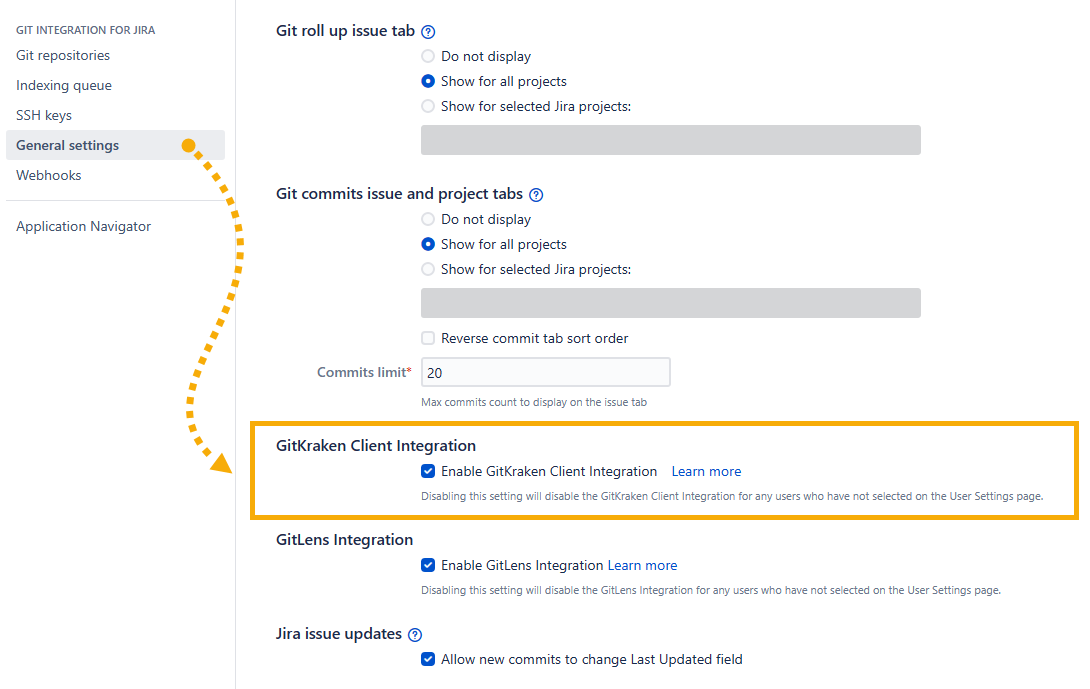 GIT INTEGRATION FOR JIRA
Git repositories
Indexing queue
SSH keys
General settings
Webhooks
Application Navigator
Git roll up issue tab ?
Do not display
Show for all projects
Show for selected Jira projects:
Git commits issue and project tabs ?
Do not display
Show for all projects
Show for selected Jira projects:
Reverse commit tab sort order
Commits limit* 20
Max commits count to display on the issue tab
GitKraken Client Integration
Enable GitKraken Client Integration Learn more
Disabling this setting will disable the GitKraken Client Integration for any users who have not selected on the User Settings page.
GitLens Integration
Enable GitLens Integration Learn more
Disabling this setting will disable the GitLens Integration for any users who have not selected on the User Settings page.
Jira issue updates ?
Allow new commits to change Last Updated field